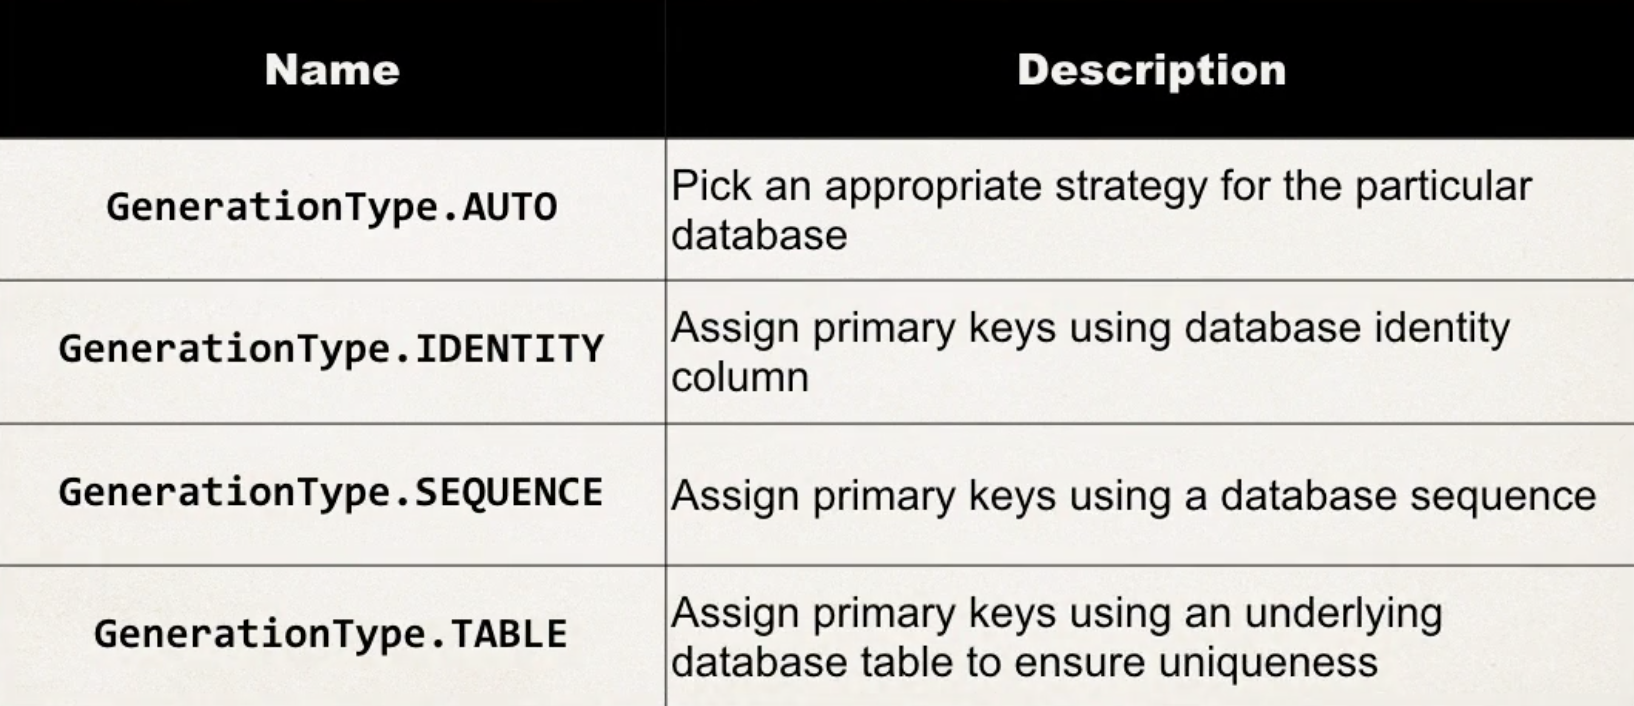 Name
Description
GenerationType.AUTO
Pick an appropriate strategy for the particular
database
GenerationType.IDENTITY
Assign primary keys using database identity
column
GenerationType.SEQUENCE
Assign primary keys using a database sequence
GenerationType.TABLE
Assign primary keys using an underlying
database table to ensure uniqueness